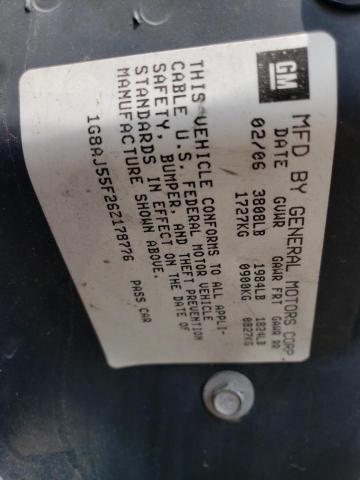 GM
MFD BY GENERAL MOTORS CORP.
DATE GVWR GAWR FRT GAWR RR
02/06 3808LB 1984LB 1824LB
1727KG 0900KG 0827KG
THIS VEHICLE CONFORMS TO ALL APPLI-
CABLE U.S. FEDERAL MOTOR VEHICLE
SAFETY, BUMPER, AND THEFT PREVENTION
STANDARDS IN EFFECT ON THE DATE OF
MANUFACTURE SHOWN ABOVE.
1G8AJ55F26Z178776 PASS CAR